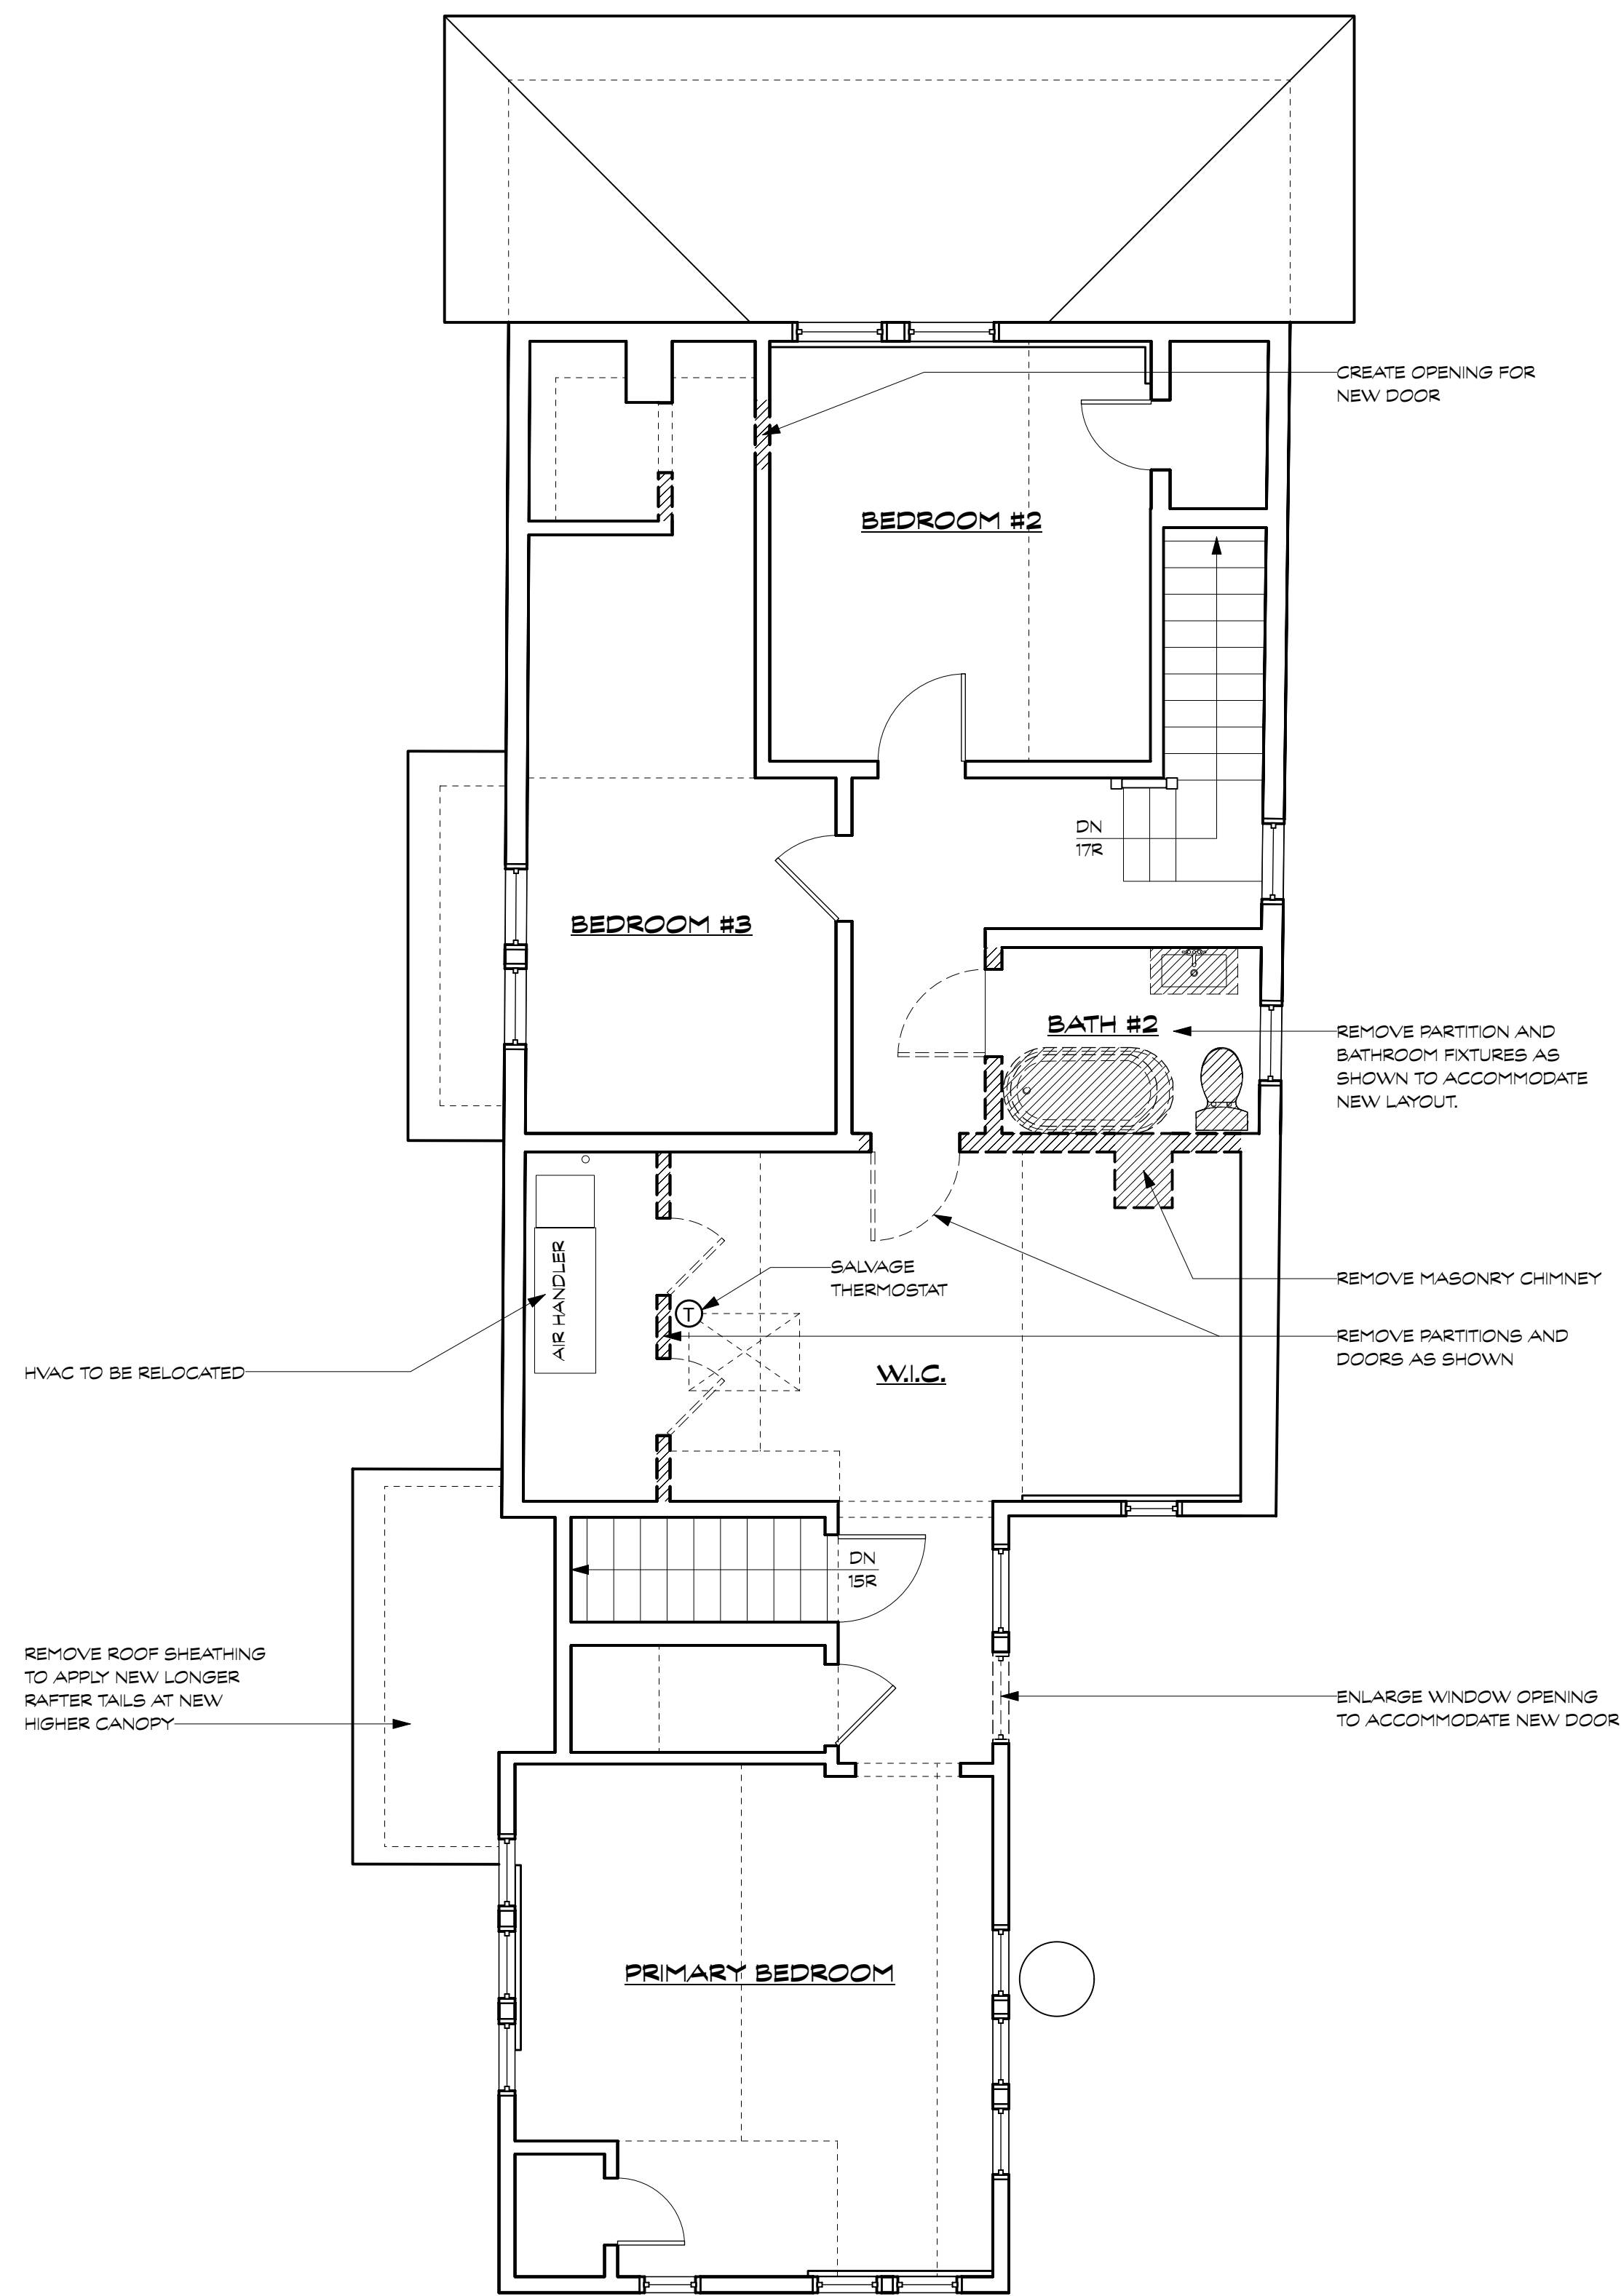 CREATE OPENING FOR
NEW DOOR
BEDROOM #2
DN
17R
BEDROOM #3
BATH #2
REMOVE PARTITION AND
BATHROOM FIXTURES AS
SHOWN TO ACCOMMODATE
NEW LAYOUT.
AIR HANDLER
SALVAGE
THERMOSTAT
T
REMOVE MASONRY CHIMNEY
REMOVE PARTITIONS AND
DOORS AS SHOWN
HVAC TO BE RELOCATED
W.I.C.
DN
15R
REMOVE ROOF SHEATHING
TO APPLY NEW LONGER
RAFTER TAILS AT NEW
HIGHER CANOPY
ENLARGE WINDOW OPENING
TO ACCOMMODATE NEW DOOR
PRIMARY BEDROOM